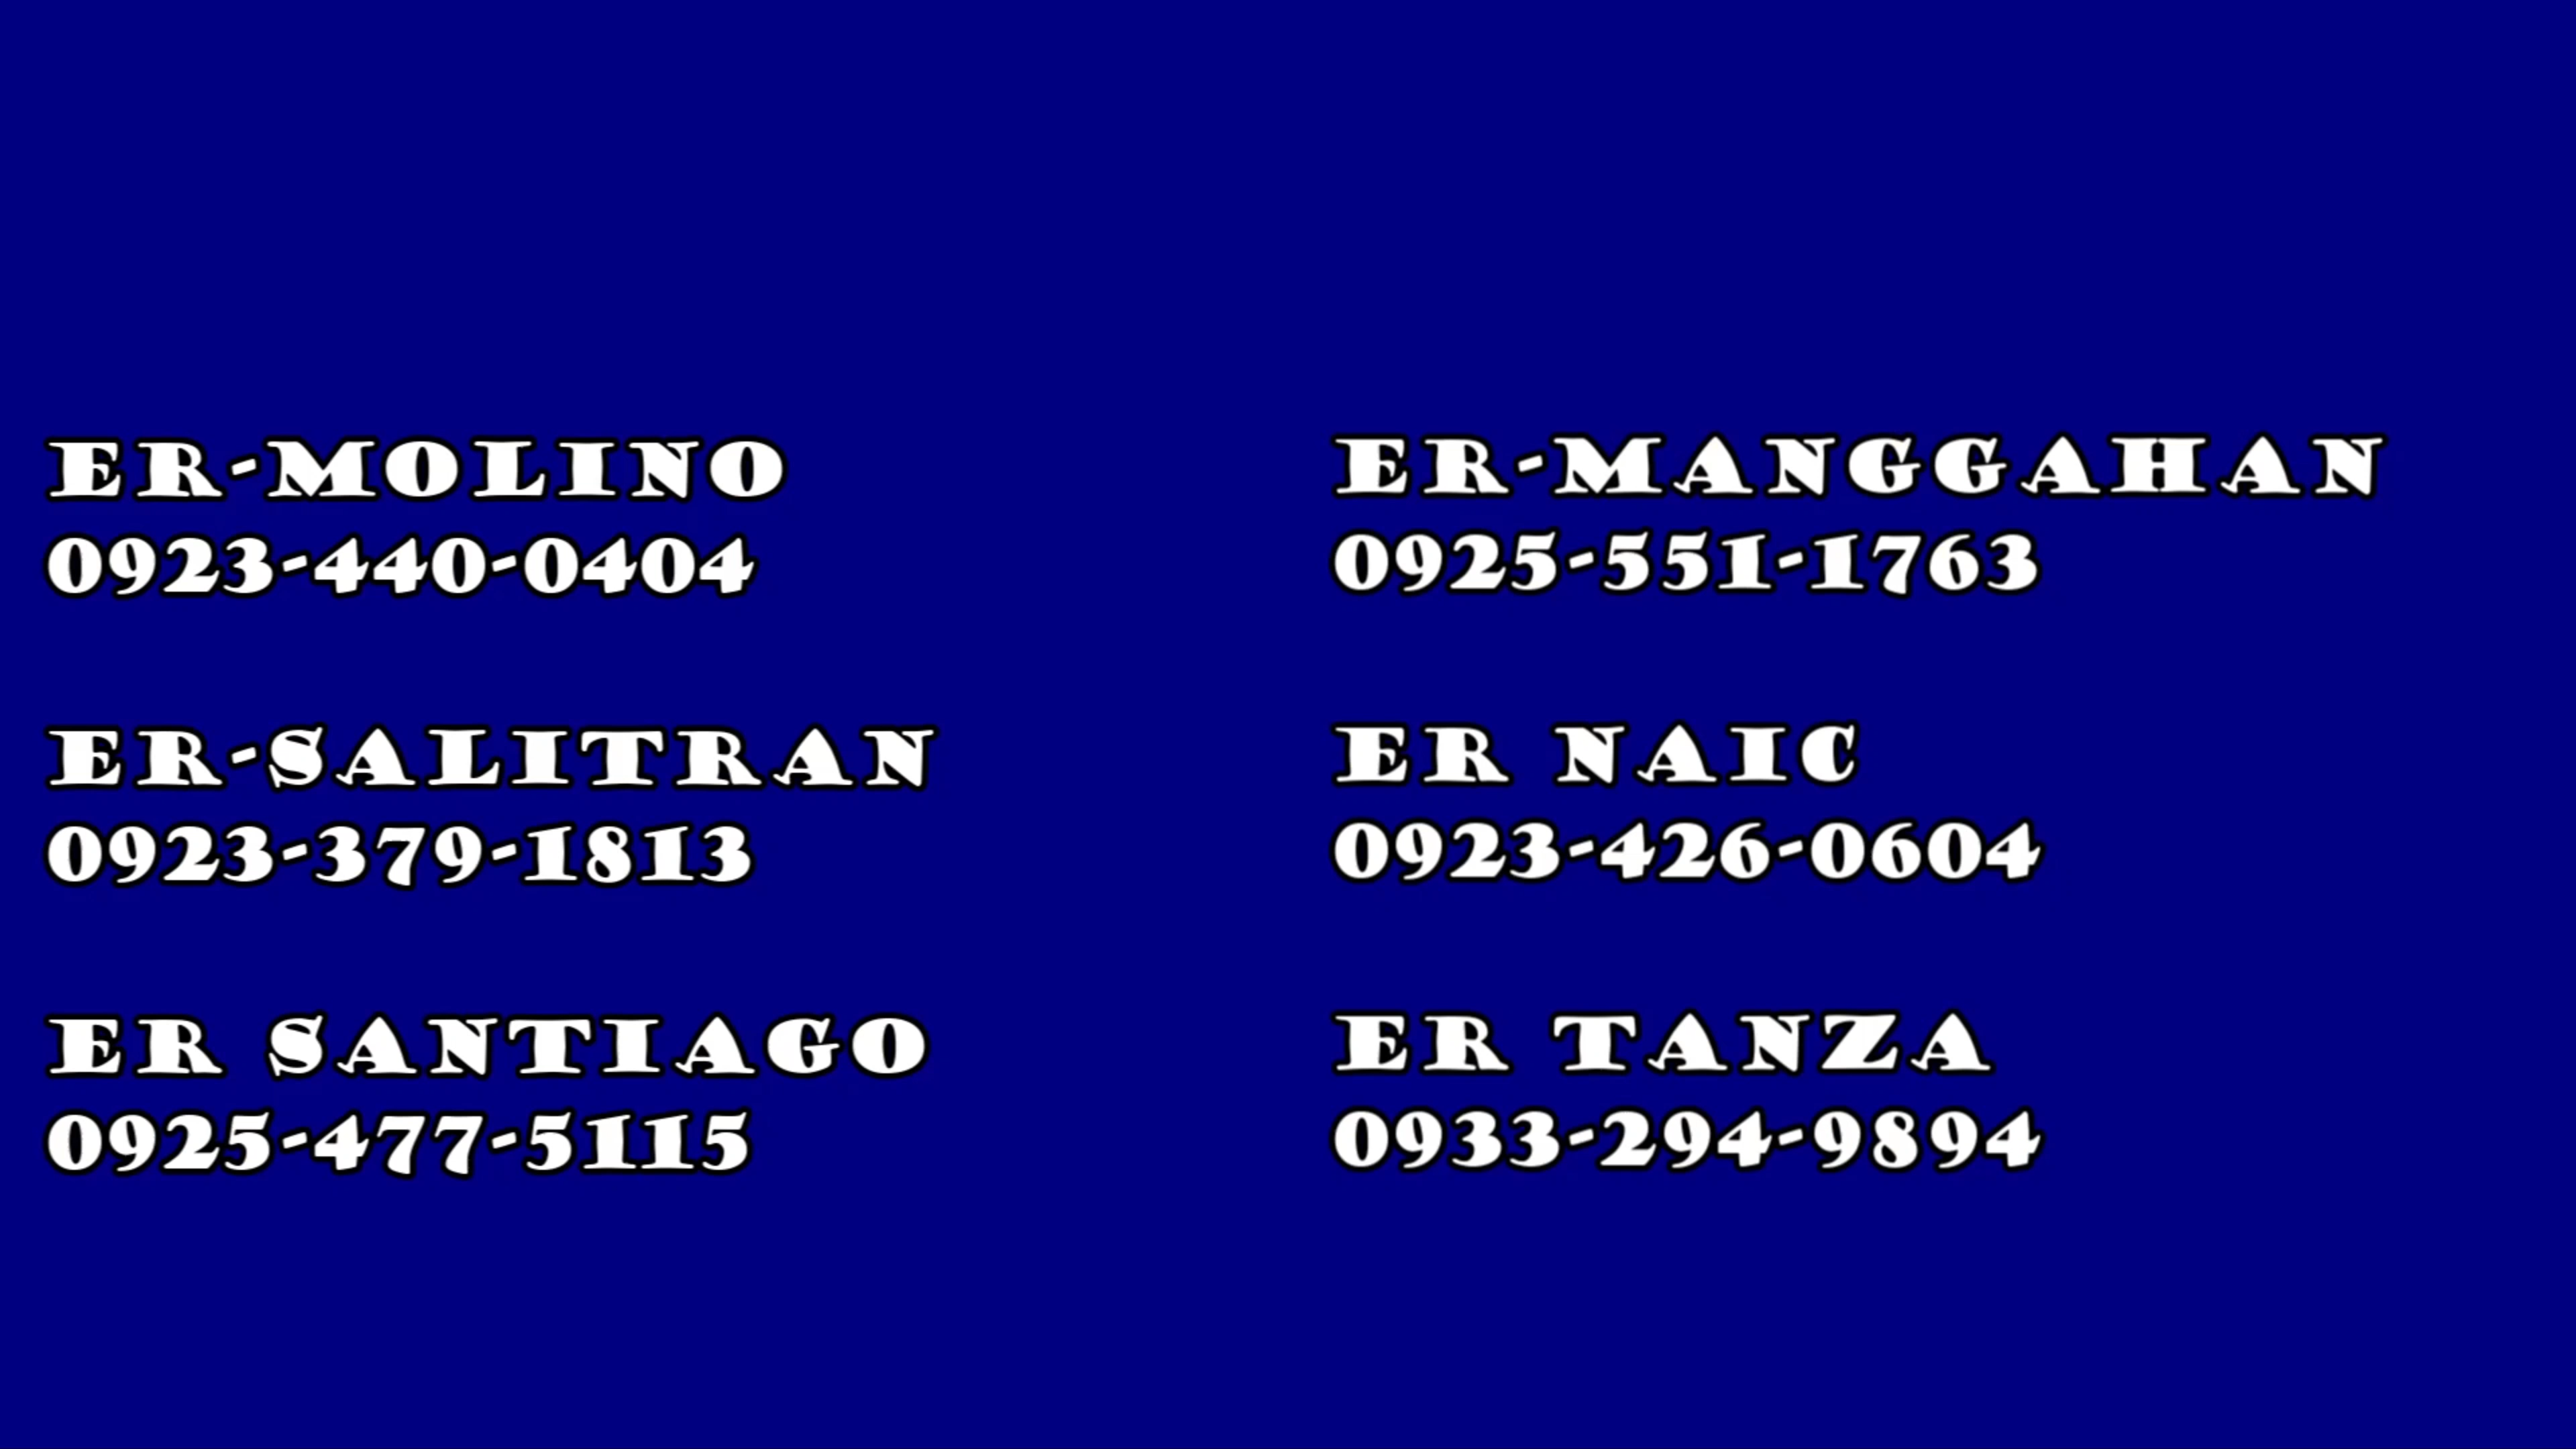 ER-MOLINO
0923-440-0404
ER-SALITRAN
0923-379-1813
ER SANTIAGO
0925-477-5115
ER-MANGGAHAN
0925-551-1763
ER NAIC
0923-426-0604
ER TANZA
0933-294-9894